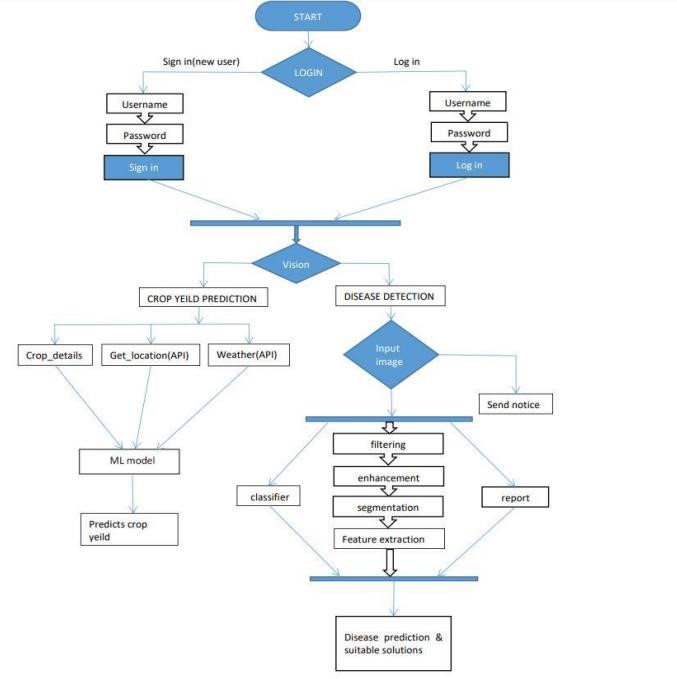 START
Sign in(new user)
LOGIN
Log in
Username
Username
Password
Password
Sign in
Log in
Vision
CROP YEILD PREDICTION
DISEASE DETECTION
Crop_details
Get_location(API)
Weather(API)
Input
image
Send notice
filtering
ML model
enhancement
classifier
report
segmentation
Predicts crop
yeild
Feature extraction
Disease prediction &
suitable solutions